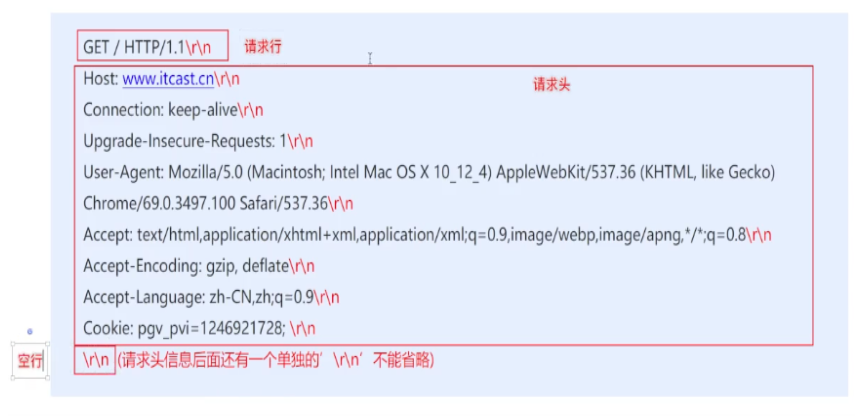 GET / HTTP/1.1\r\n 请求行
Host: www.itcast.cn\r\n
请求头
Connection: keep-alive\r\n
Upgrade-Insecure-Requests: 1\r\n
User-Agent: Mozilla/5.0 (Macintosh; Intel Mac OS X 10_12_4) AppleWebKit/537.36 (KHTML, like Gecko)
Chrome/69.0.3497.100 Safari/537.36\r\n
Accept: text/html,application/xhtml+xml,application/xml;q=0.9,image/webp,image/apng,*/*;q=0.8\r\n
Accept-Encoding: gzip, deflate\r\n
Accept-Language: zh-CN,zh;q=0.9\r\n
Cookie: pgv_pvi=1246921728; \r\n
空行 \r\n (请求头信息后面还有一个单独的’\r\n’不能省略)